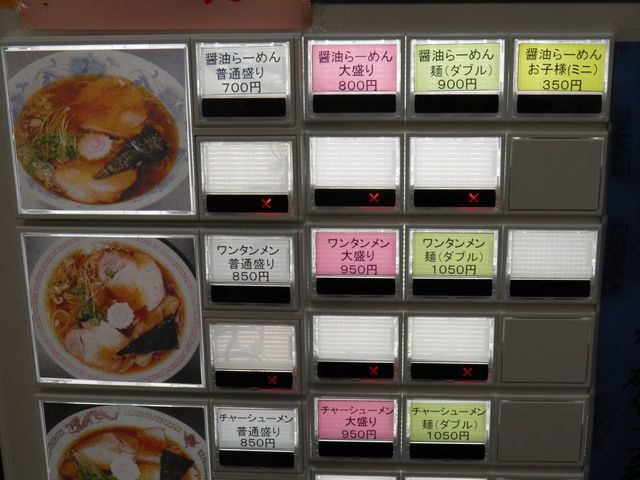 醤油らーめん
普通盛り
700円
醤油らーめん
大盛り
800円
醤油らーめん
麺(ダブル)
900円
醤油らーめん
お子様(ミニ)
350円
ワンタンメン
普通盛り
850円
ワンタンメン
大盛り
950円
ワンタンメン
麺(ダブル)
1050円
チャーシューメン
普通盛り
850円
チャーシューメン
大盛り
950円
チャーシューメン
麺(ダブル)
1050円